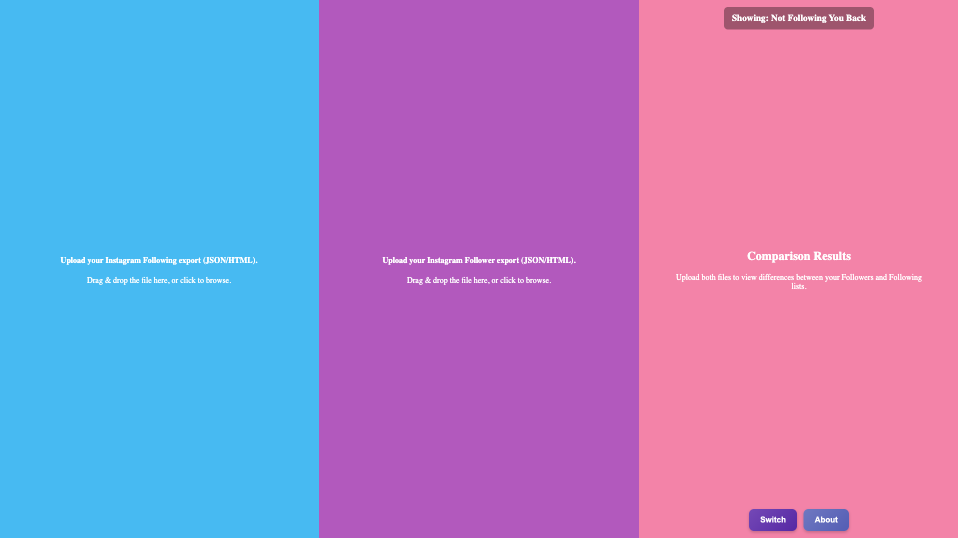 Upload your Instagram Following export (JSON/HTML).
Drag & drop the file here, or click to browse.
Upload your Instagram Follower export (JSON/HTML).
Drag & drop the file here, or click to browse.
Showing: Not Following You Back
Comparison Results
Upload both files to view differences between your Followers and Following
lists.
Switch
About